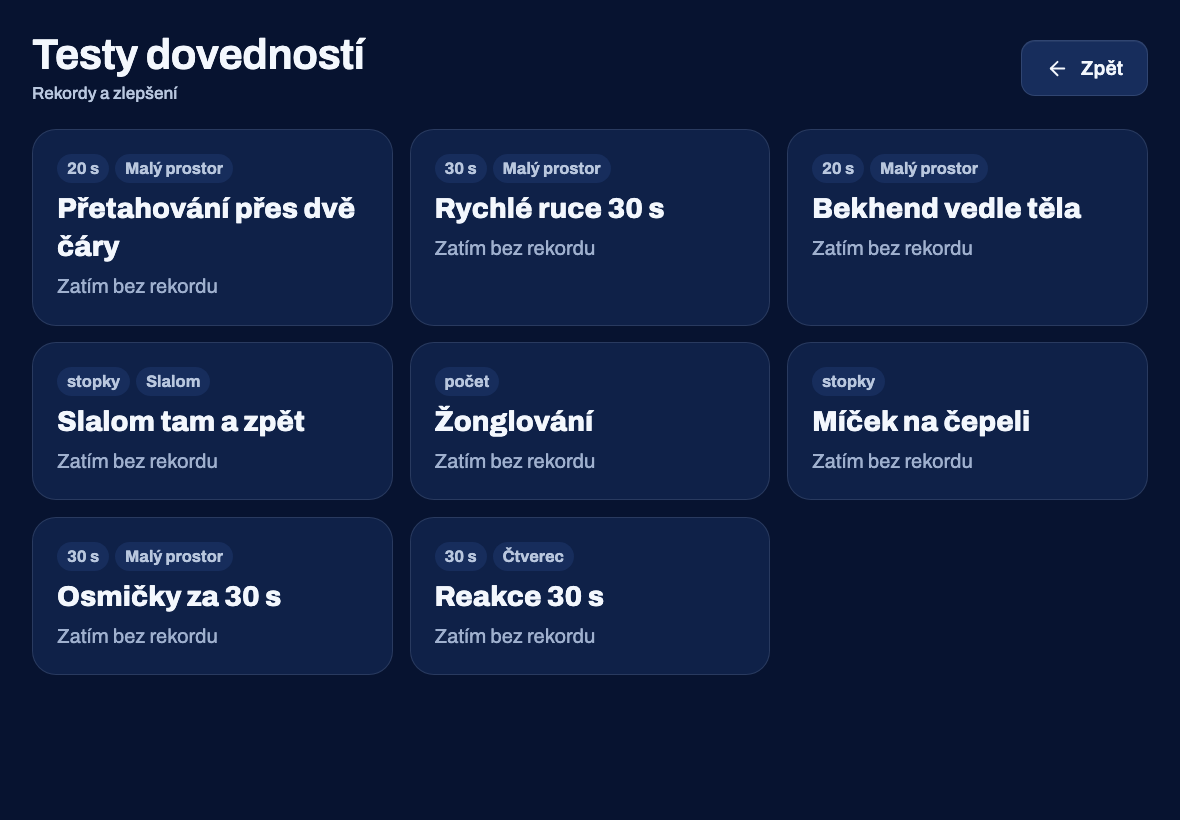 Testy dovedností
Rekordy a zlepšení
← Zpět
20 s Malý prostor
Přetahování přes dvě
čáry
Zatím bez rekordu
30 s Malý prostor
Rychlé ruce 30 s
Zatím bez rekordu
20 s Malý prostor
Bekhend vedle těla
Zatím bez rekordu
stopky Slalom
Slalom tam a zpět
Zatím bez rekordu
počet
Žonglování
Zatím bez rekordu
stopky
Míček na čepeli
Zatím bez rekordu
30 s Malý prostor
Osmičky za 30 s
Zatím bez rekordu
30 s Čtverec
Reakce 30 s
Zatím bez rekordu